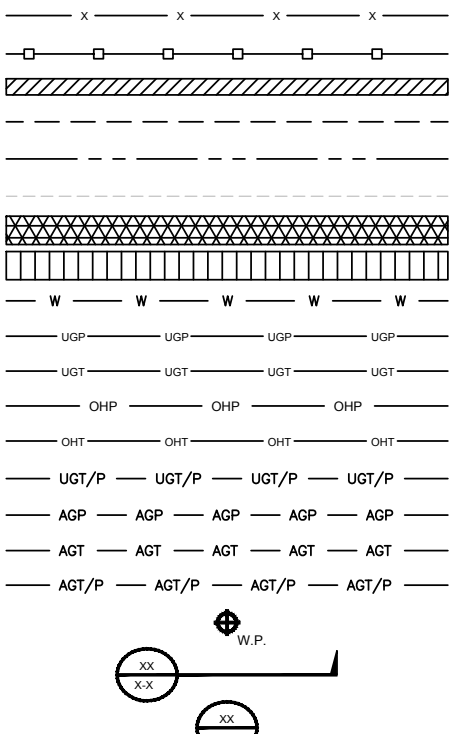 X X X X
W W W W W
UGP UGP UGP UGP
UGT UGT UGT UGT
OHP OHP OHP
OHT OHT OHT OHT
UGT/P UGT/P UGT/P UGT/P
AGP AGP AGP AGP AGP
AGT AGT AGT AGT AGT
AGT/P AGT/P AGT/P AGT/P
W.P.
XX
X-X
XX